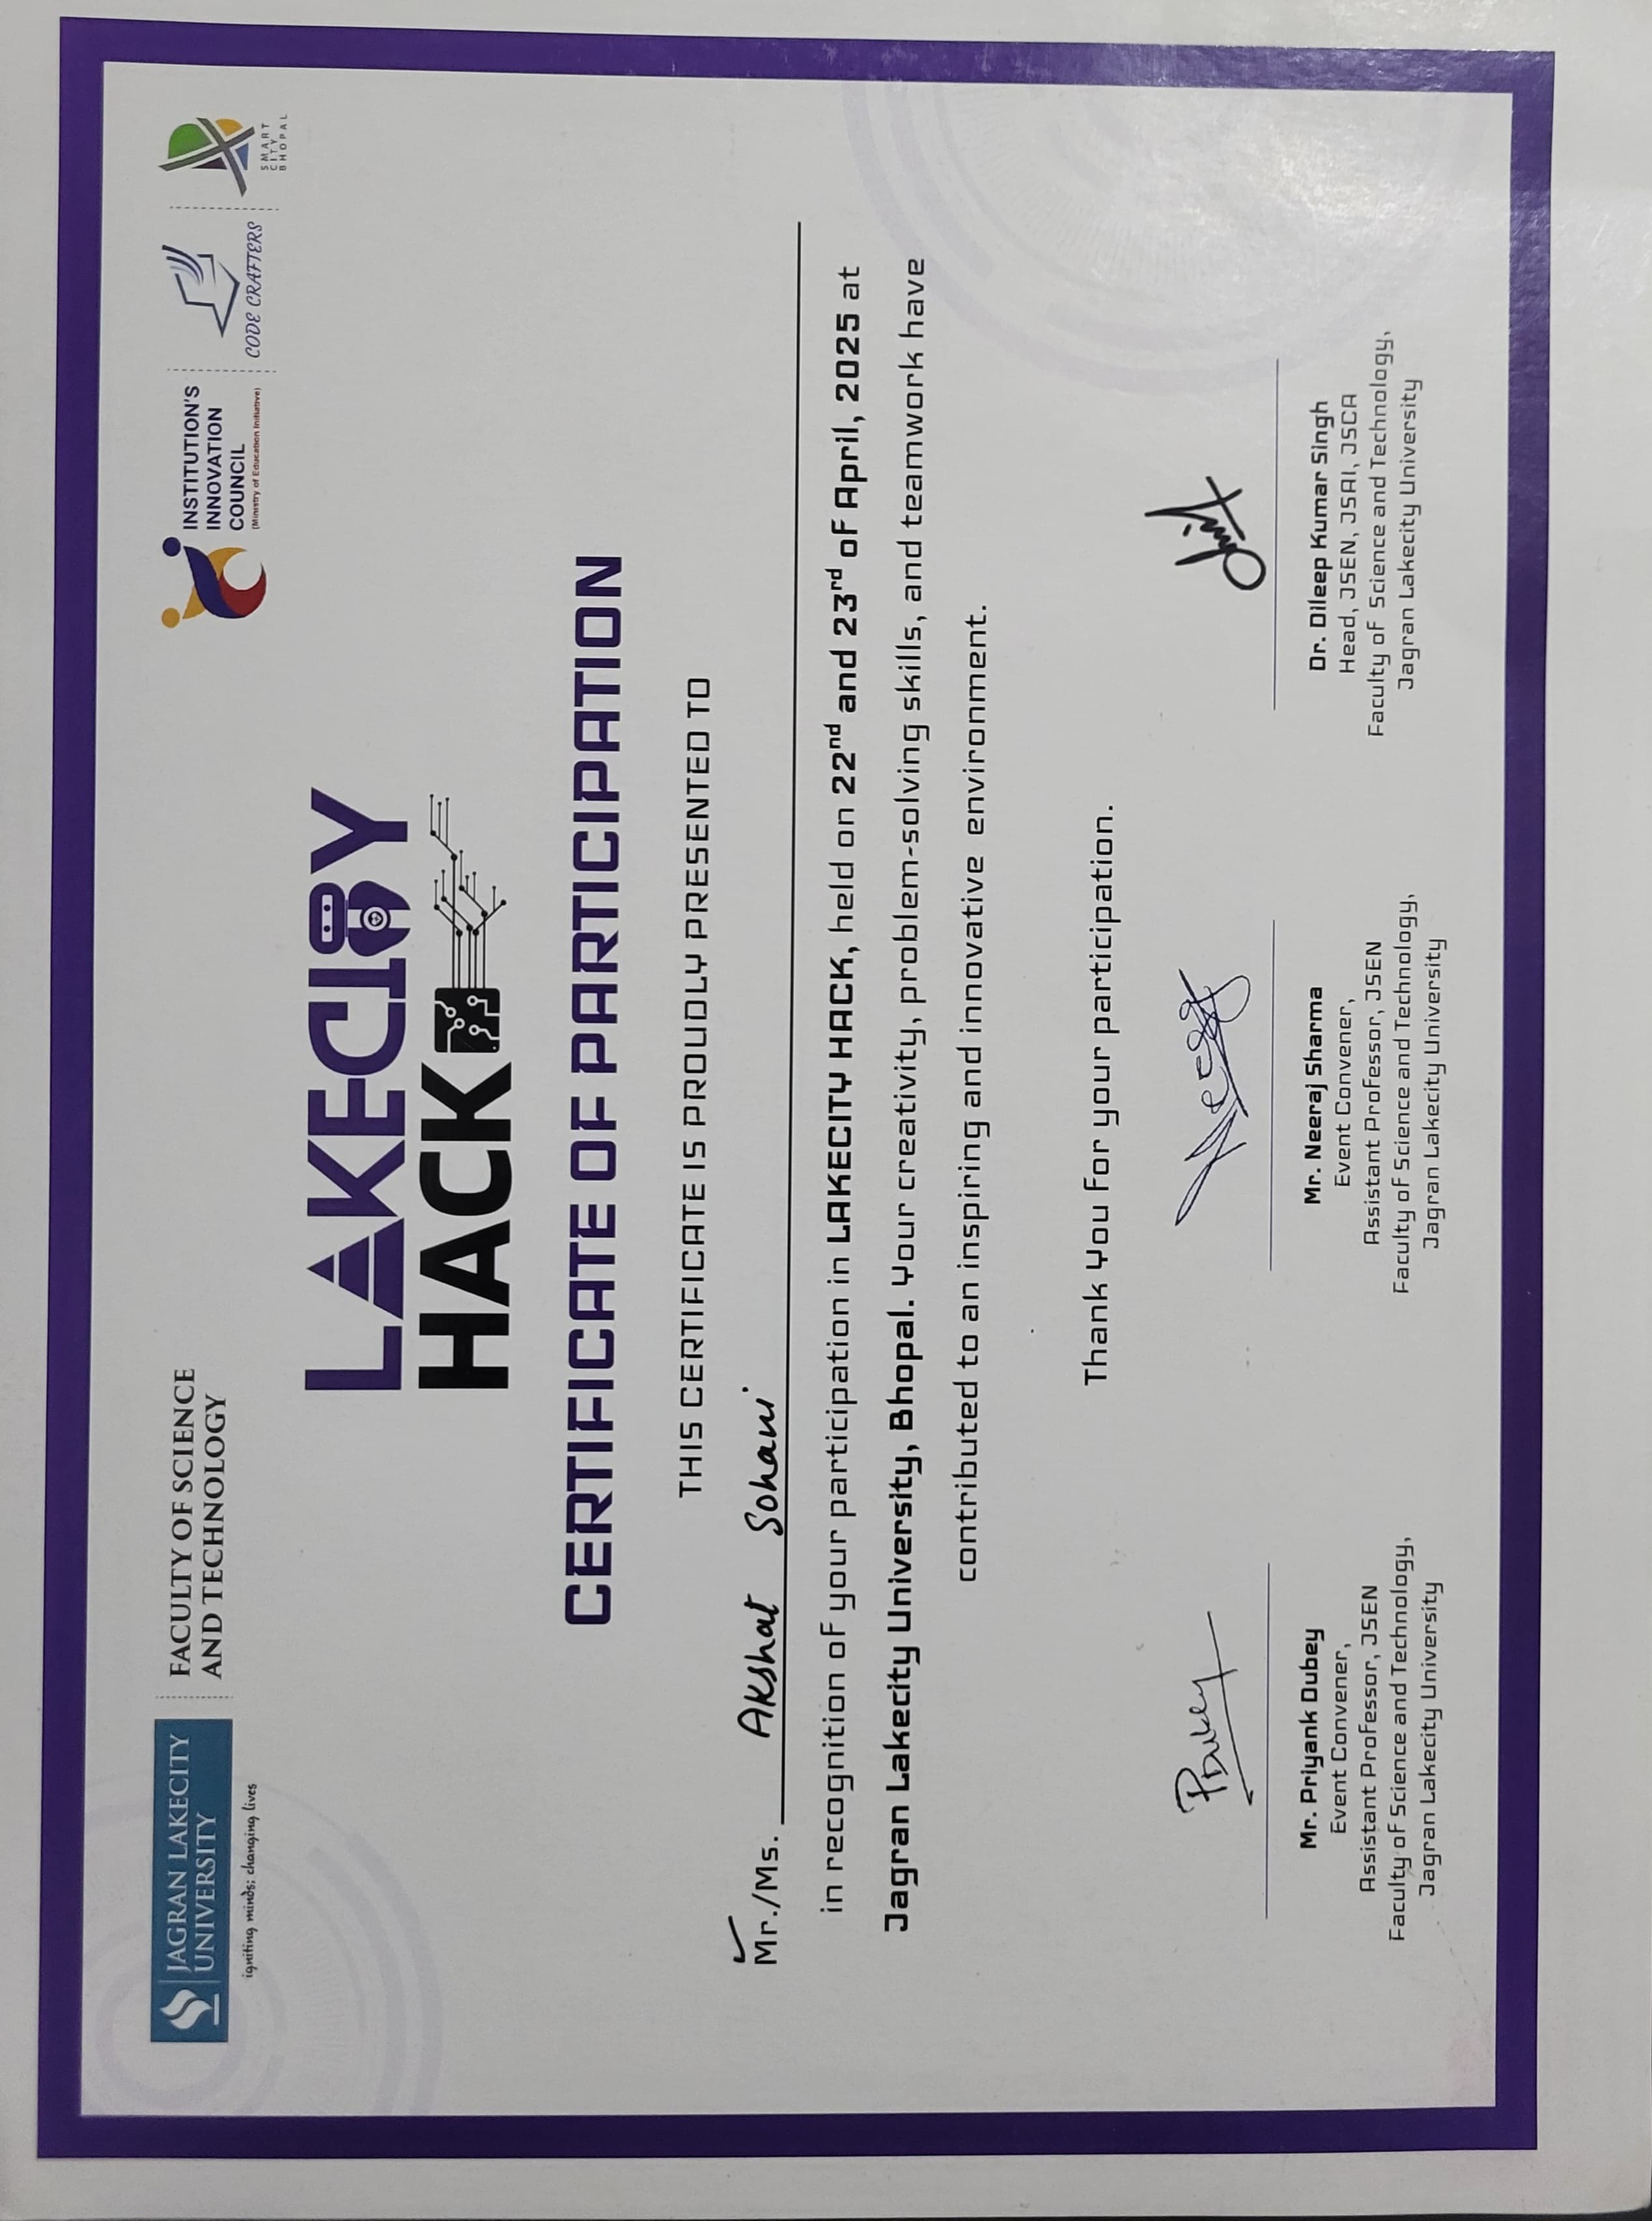 JAGRAN LAKECITY
UNIVERSITY
igniting minds; changing lives
FACULTY OF SCIENCE
AND TECHNOLOGY
INSTITUTION'S
INNOVATION
COUNCIL
(Ministry of Education Initiative)
CODE CRAFTERS
SMART
CITY
BHOPAL
LAKECITY
HACK
CERTIFICATE OF PARTICIPATION
THIS CERTIFICATE IS PROUDLY PRESENTED TO
Mr./Ms. Akshat Sohani
in recognition of your participation in LAKECITY HACK, held on 22nd and 23rd of April, 2025 at
Jagran Lakecity University, Bhopal. Your creativity, problem-solving skills, and teamwork have
contributed to an inspiring and innovative environment.
Thank You for your participation.
PDubey
Mr. Priyank Dubey
Event Convener,
Assistant Professor, JSEN
Faculty of Science and Technology,
Jagran Lakecity University
Mr. Neeraj Sharma
Event Convener,
Assistant Professor, JSEN
Faculty of Science and Technology,
Jagran Lakecity University
Dr. Dileep Kumar Singh
Head, JSEN, JSAI, JSCA
Faculty of Science and Technology,
Jagran Lakecity University